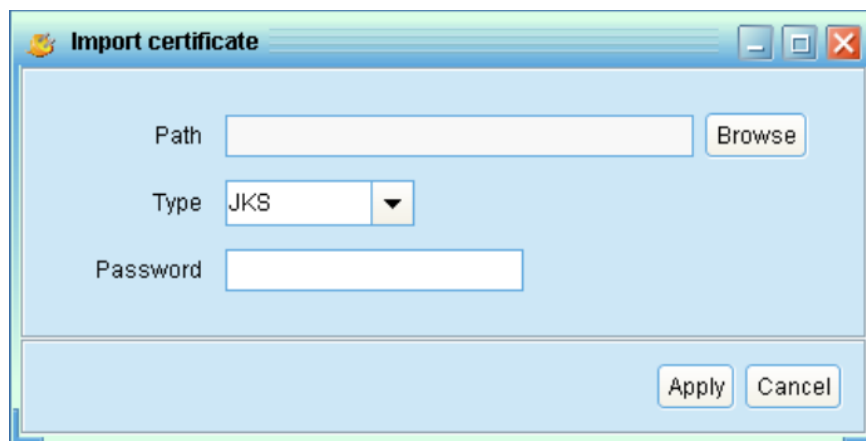 Import certificate
Path Browse
Type JKS
Password
Apply Cancel